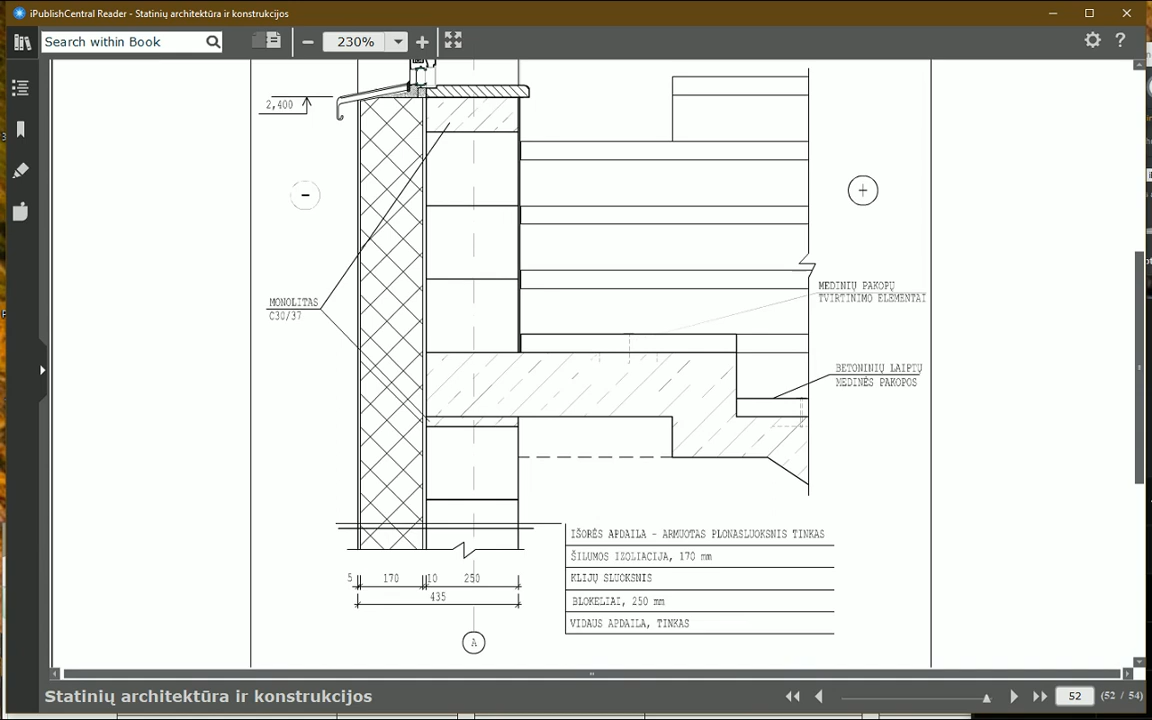 iPublishCentral Reader - Statinių architektūra ir konstrukcijos
Search within Book
230%
2,400
-
+
MONOLITAS
C30/37
MEDINIŲ PAKOPŲ
TVIRTINIMO ELEMENTAI
BETONINIŲ LAIPTŲ
MEDINĖS PAKOPOS
IŠORĖS APDAILA - ARMUOTAS PLONASLUOKSNIS TINKAS
ŠILUMOS IZOLIACIJA, 170 mm
KLIJŲ SLUOKSNIS
BLOKELIAI, 250 mm
VIDAUS APDAILA, TINKAS
5 170 10 250
435
A
Statinių architektūra ir konstrukcijos
52 (52 / 54)